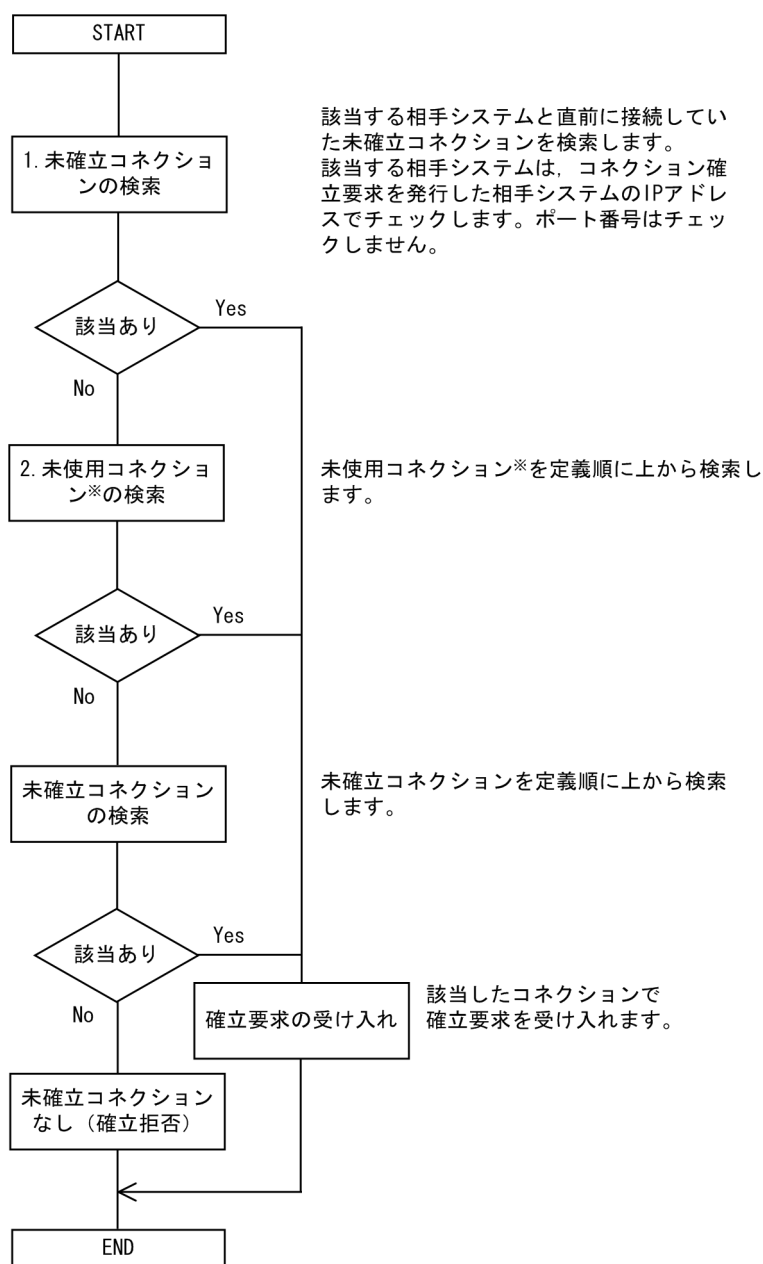 START
1.未確立コネクショ
ンの検索
該当する相手システムと直前に接続してい
た未確立コネクションを検索します。
該当する相手システムは，コネクション確
立要求を発行した相手システムのIPアドレ
スでチェックします。ポート番号はチェッ
クしません。
該当あり
Yes
No
2.未使用コネクショ
ン※の検索
未使用コネクション※を定義順に上から検索し
ます。
該当あり
Yes
No
未確立コネクション
の検索
未確立コネクションを定義順に上から検索
します。
該当あり
Yes
No
確立要求の受け入れ
該当したコネクションで
確立要求を受け入れます。
未確立コネクション
なし（確立拒否）
END